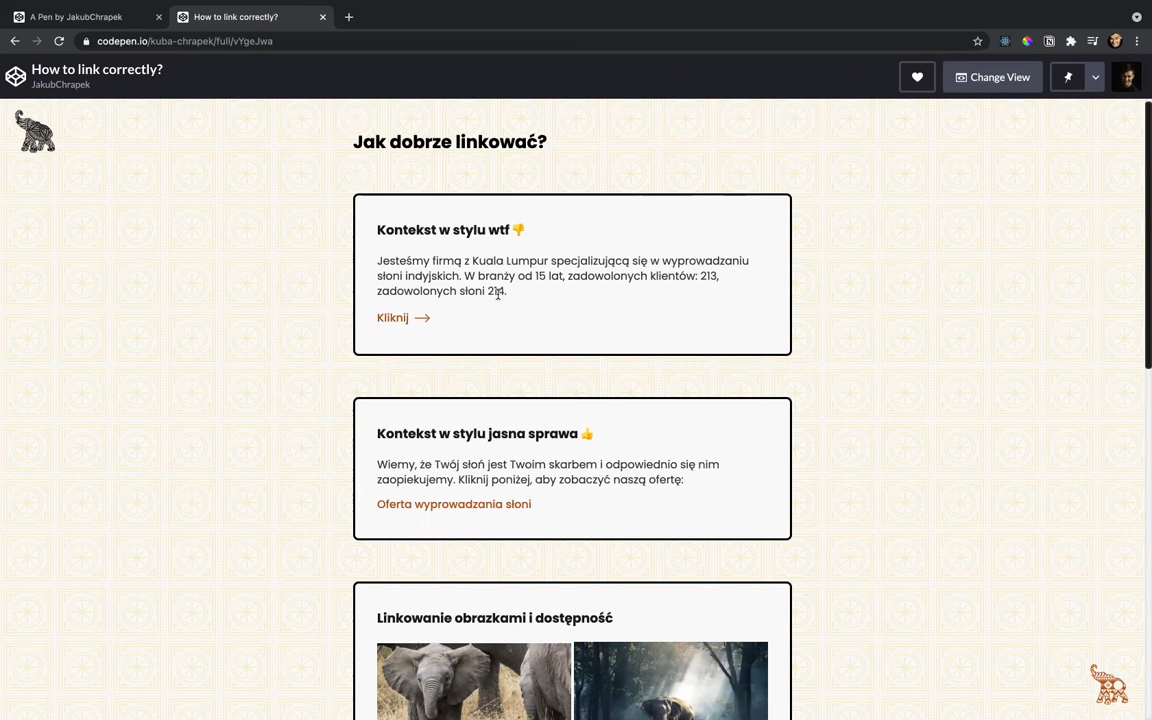 A Pen by JakubChrapek
How to link correctly?
codepen.io/kuba-chrapek/full/vYgeJwa
How to link correctly?
JakubChrapek
Change View
Jak dobrze linkować?
Kontekst w stylu wtf 👎
Jesteśmy firmą z Kuala Lumpur specjalizującą się w wyprowadzaniu
słoni indyjskich. W branży od 15 lat, zadowolonych klientów: 213,
zadowolonych słoni 214.
Kliknij →
Kontekst w stylu jasna sprawa 👍
Wiemy, że Twój słoń jest Twoim skarbem i odpowiednio się nim
zaopiekujemy. Kliknij poniżej, aby zobaczyć naszą ofertę:
Oferta wyprowadzania słoni
Linkowanie obrazkami i dostępność